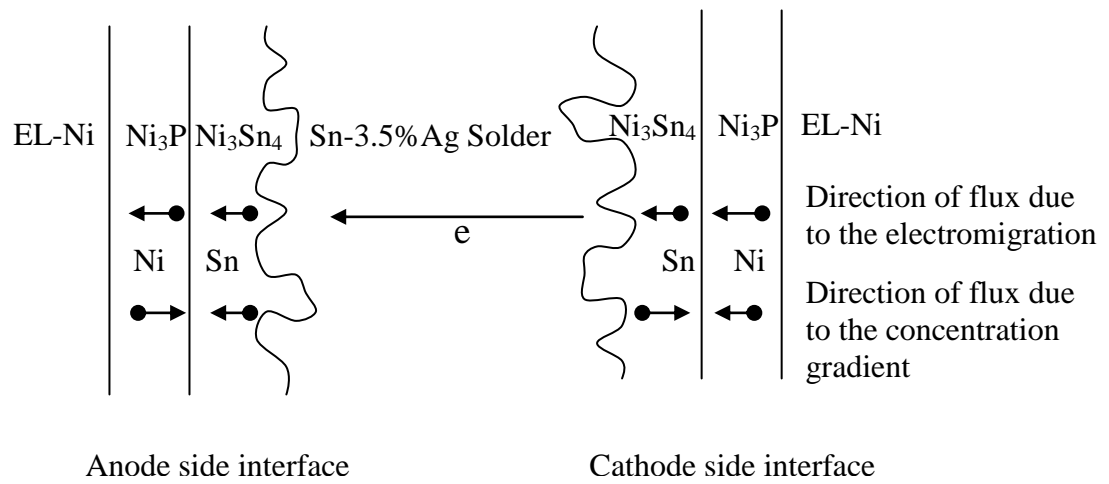 EL-Ni Ni₃P Ni₃Sn₄ Sn-3.5%Ag Solder Ni₃Sn₄ Ni₃P EL-Ni
Direction of flux due
to the electromigration
e
Ni Sn Sn Ni
Direction of flux due
to the concentration
gradient
Anode side interface Cathode side interface